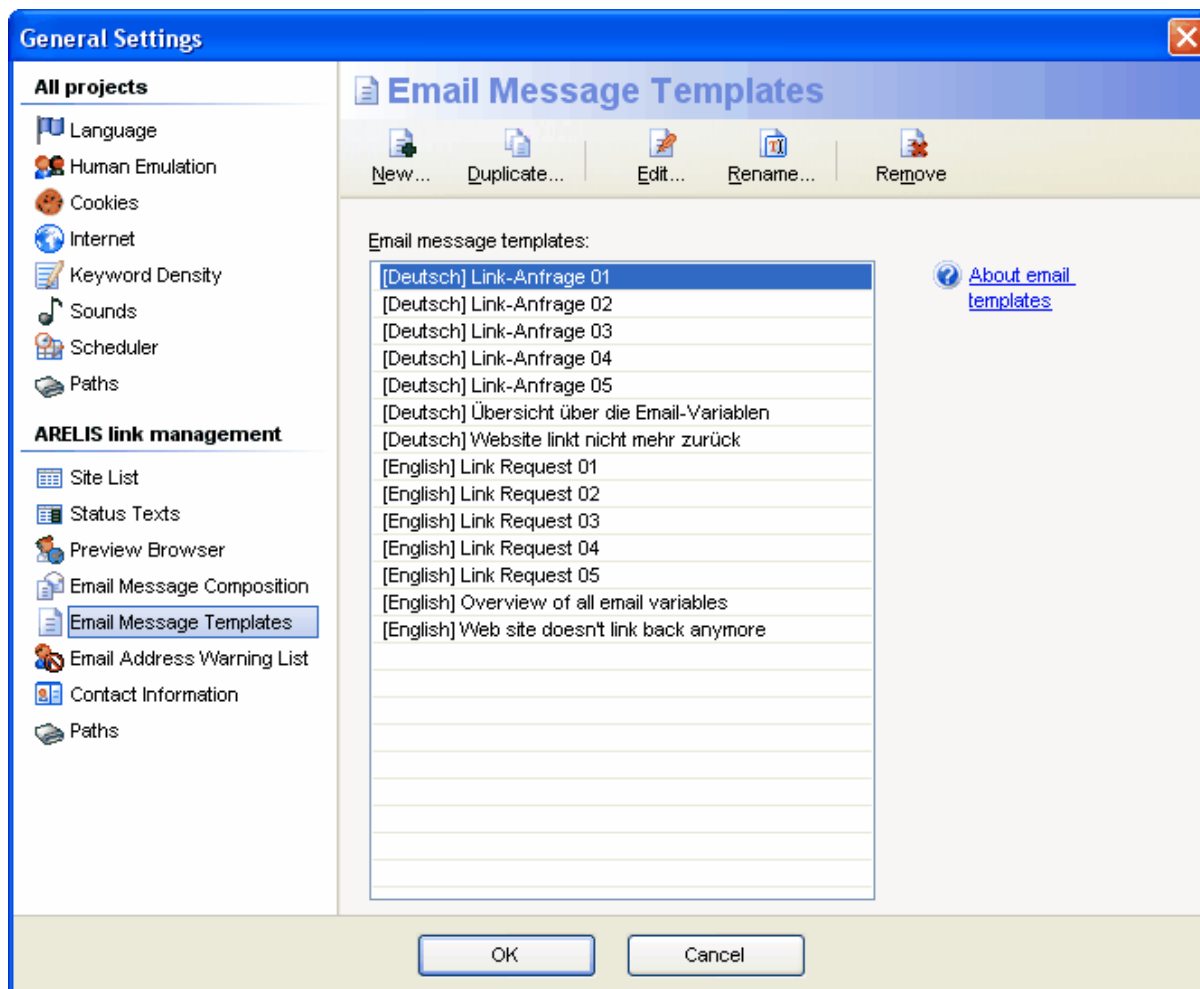 General Settings
All projects
Language
Human Emulation
Cookies
Internet
Keyword Density
Sounds
Scheduler
Paths
ARELIS link management
Site List
Status Texts
Preview Browser
Email Message Composition
Email Message Templates
Email Address Warning List
Contact Information
Paths
Email Message Templates
New... Duplicate... Edit... Rename... Remove
Email message templates:
[Deutsch] Link-Anfrage 01
[Deutsch] Link-Anfrage 02
[Deutsch] Link-Anfrage 03
[Deutsch] Link-Anfrage 04
[Deutsch] Link-Anfrage 05
[Deutsch] Übersicht über die Email-Variablen
[Deutsch] Website linkt nicht mehr zurück
[English] Link Request 01
[English] Link Request 02
[English] Link Request 03
[English] Link Request 04
[English] Link Request 05
[English] Overview of all email variables
[English] Web site doesn't link back anymore
About email
templates
OK Cancel